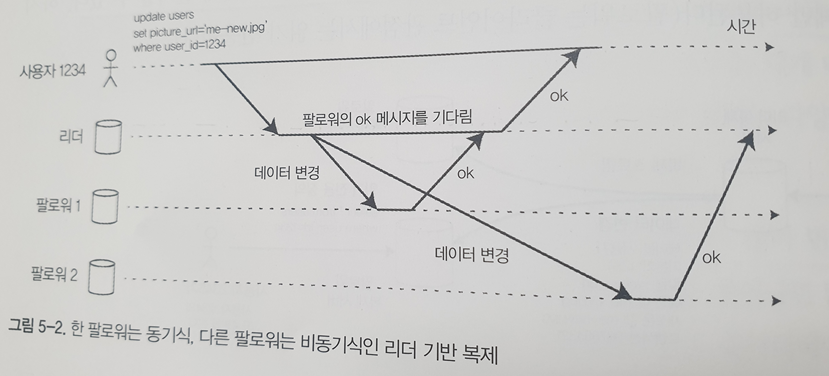 update users
set picture_url='me-new.jpg'
where user_id=1234
시간
사용자 1234
ok
팔로워의 ok 메시지를 기다림
리더
데이터 변경
ok
팔로워 1
데이터 변경
ok
팔로워 2
그림 5-2. 한 팔로워는 동기식, 다른 팔로워는 비동기식인 리더 기반 복제